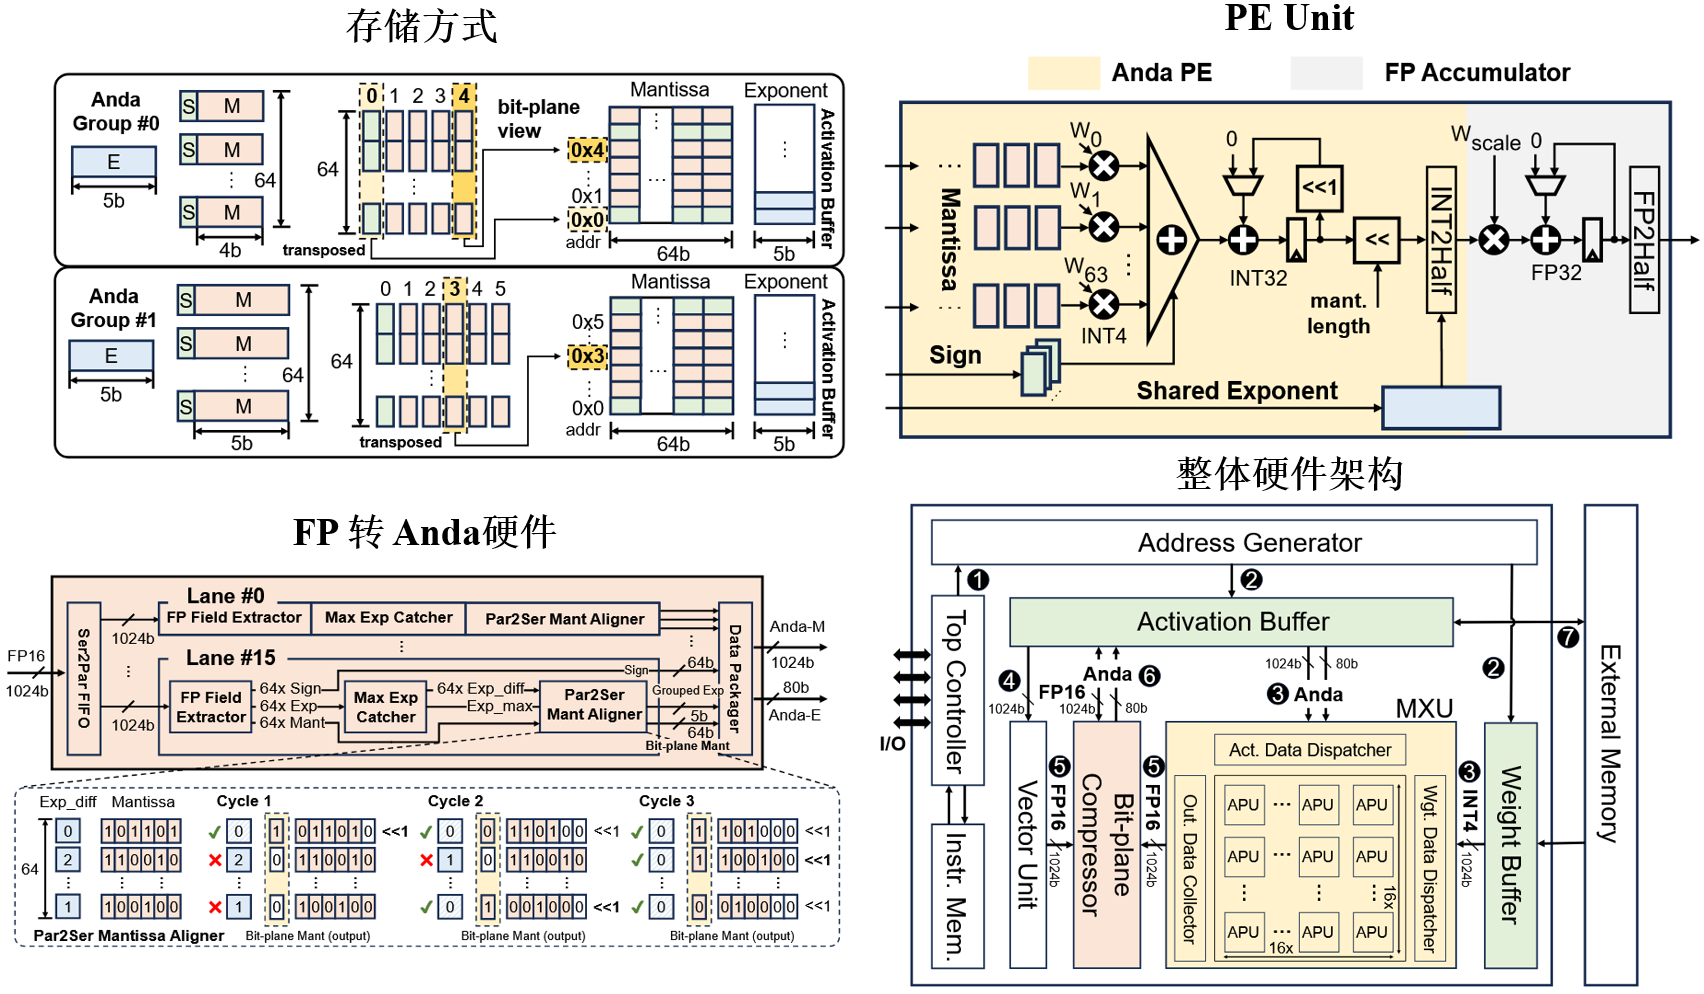 存储方式
Anda
Group #0
E
5b
S M
S M
S M
64
4b
0 1 2 3 4
64
transposed
bit-plane
view
0x4
0x1
0x0
addr
Mantissa
64b
Exponent
5b
Activation Buffer
Anda
Group #1
E
5b
S M
S M
S M
64
5b
0 1 2 3 4 5
64
transposed
0x5
0x3
0x0
addr
Mantissa
64b
Exponent
5b
Activation Buffer
PE Unit
Anda PE
FP Accumulator
Mantissa
W0
W1
W63
INT4
Sign
Shared Exponent
0
<<1
INT32
<<
mant.
length
INT2Half
Wscale
0
FP32
FP2Half
FP 转 Anda硬件
FP16
1024b
Ser2Par FIFO
1024b
1024b
Lane #0
FP Field Extractor
Max Exp Catcher
Par2Ser Mant Aligner
Lane #15
FP Field
Extractor
64x Sign
64x Exp
64x Mant
Max Exp
Catcher
64x Exp_diff
Exp_max
Par2Ser
Mant Aligner
Sign
64b
Grouped Exp
5b
64b
Bit-plane Mant
Data Packager
Anda-M
1024b
80b
Anda-E
Exp_diff Mantissa Cycle 1 Cycle 2 Cycle 3
0 101101 ✓ 0 1 011010 <<1 ✓ 0 0 110100 <<1 ✓ 0 1 101000 <<1
64
2 110010 ✗ 2 0 110010 ✗ 1 0 110010 ✓ 0 1 100100 <<1
1 100100 ✗ 1 0 100100 ✓ 0 1 001000 <<1 ✓ 0 0 010000 <<1
Par2Ser Mantissa Aligner
Bit-plane Mant (output)
Bit-plane Mant (output)
Bit-plane Mant (output)
整体硬件架构
Address Generator
❶
❷
Activation Buffer
❼
❷
External Memory
Top Controller
I/O
Instr. Mem.
❹
1024b
Vector Unit
❺ FP16
1024b
Anda ❻
FP16
1024b
80b
Bit-plane
Compressor
❺ FP16
1024b
1024b
80b
❸ Anda
MXU
Act. Data Dispatcher
Out. Data Collector
APU APU APU
APU APU APU
APU APU APU
16x
16x
Wgt. Data Dispatcher
❸ INT4
1024b
Weight Buffer